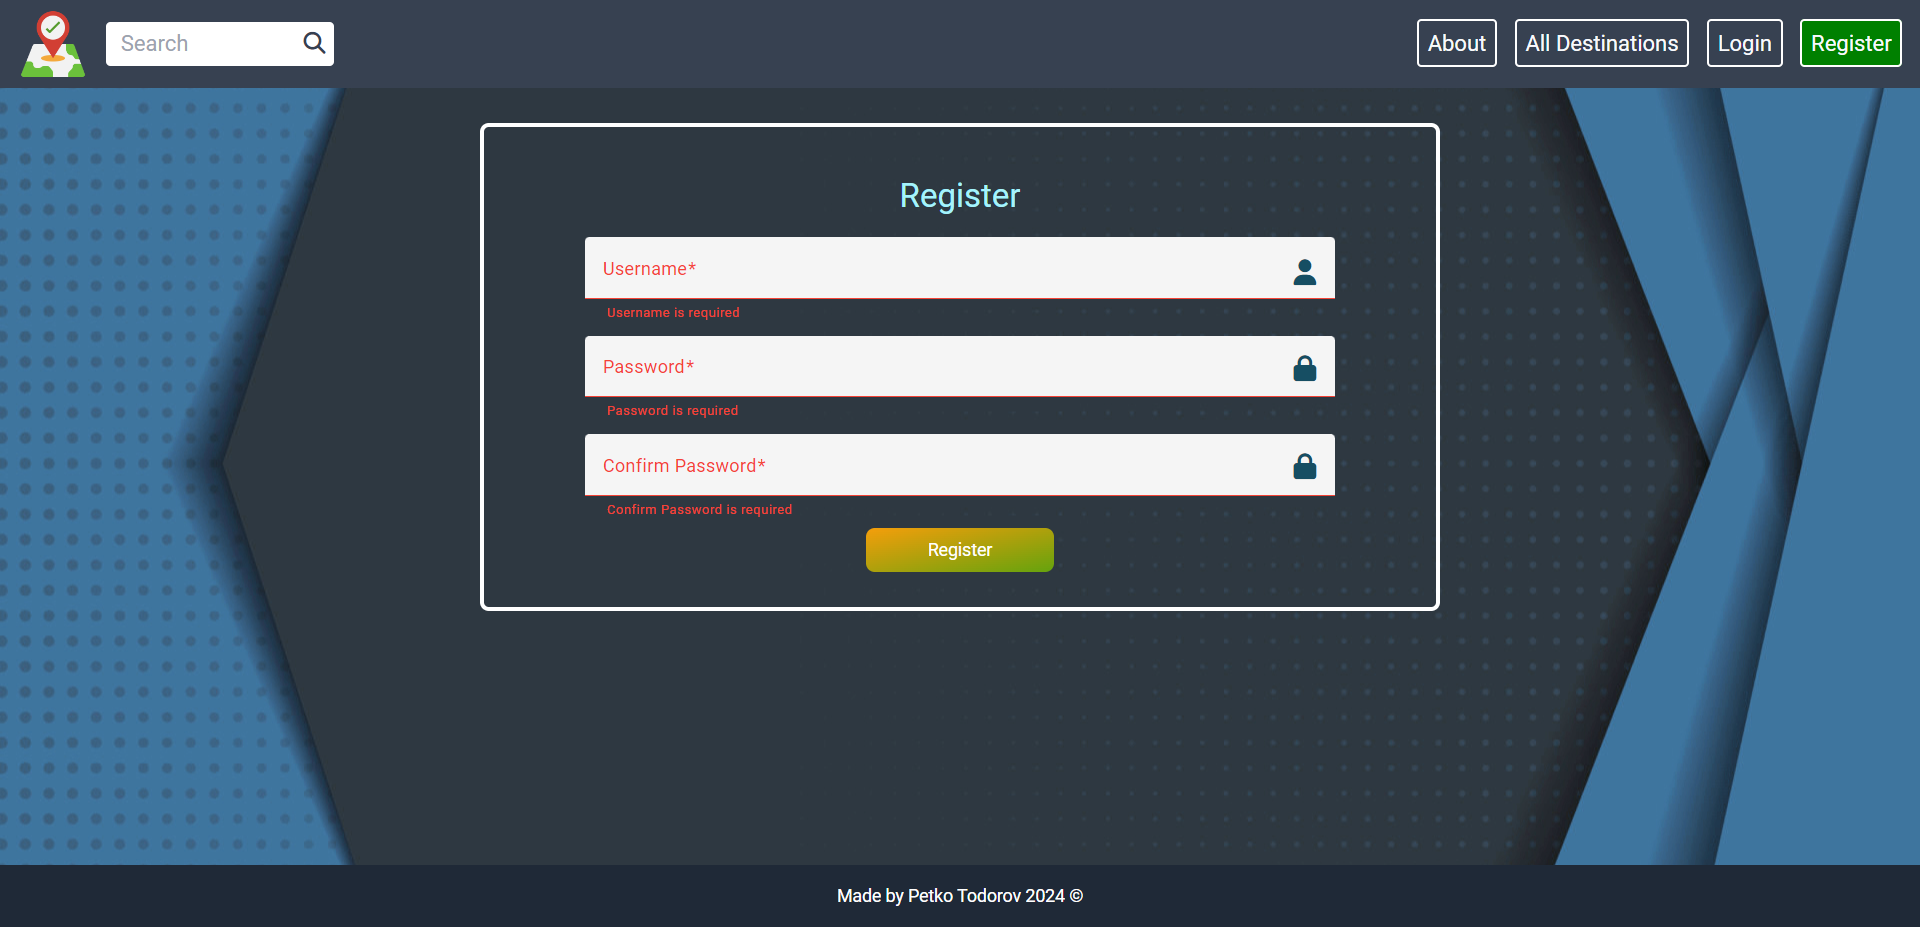 Search
About
All Destinations
Login
Register
Register
Username*
Username is required
Password*
Password is required
Confirm Password*
Confirm Password is required
Register
Made by Petko Todorov 2024 ©